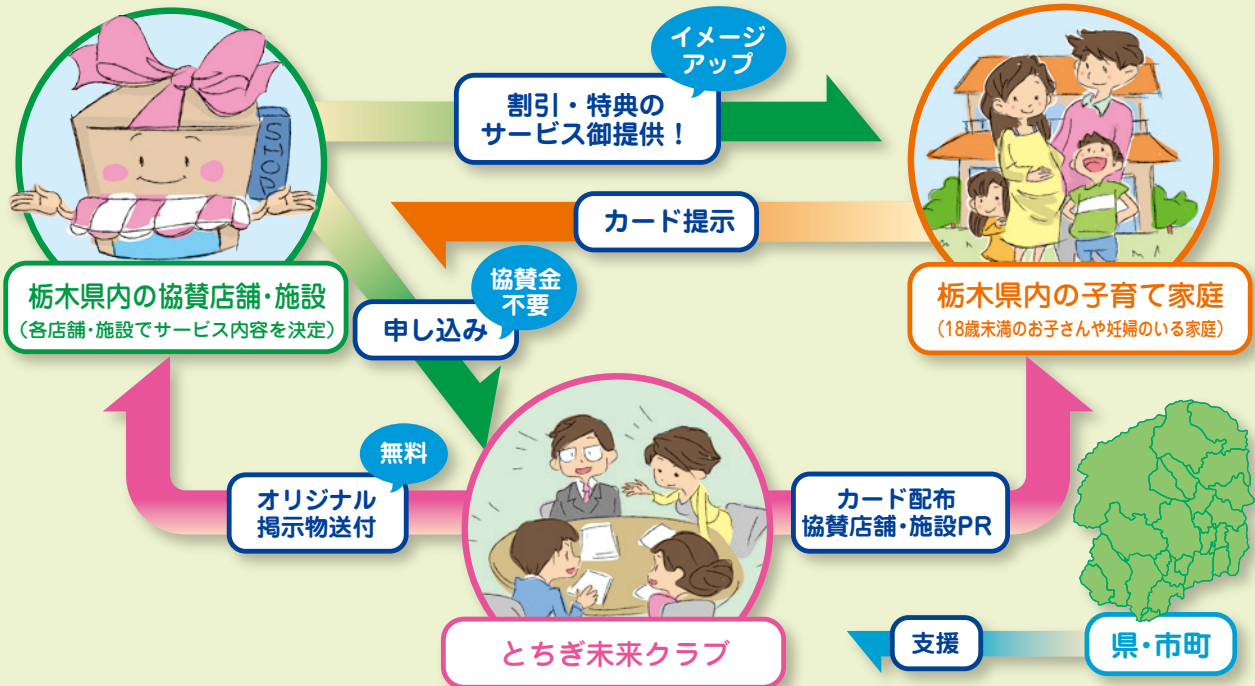 イメージ
アップ
割引・特典の
サービス御提供！
SHOP
カード提示
栃木県内の協賛店舗・施設
（各店舗・施設でサービス内容を決定）
協賛金
不要
申し込み
栃木県内の子育て家庭
（18歳未満のお子さんや妊婦のいる家庭）
無料
オリジナル
掲示物送付
カード配布
協賛店舗・施設PR
とちぎ未来クラブ
支援
県・市町